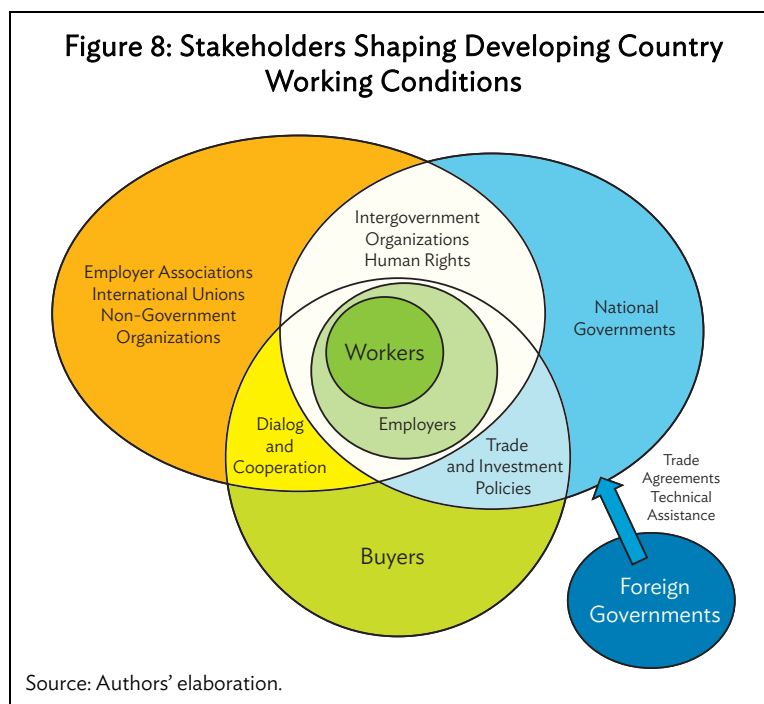 Figure 8: Stakeholders Shaping Developing Country
Working Conditions
Intergovernment
Organizations
Human Rights
Employer Associations
International Unions
Non-Government
Organizations
National
Governments
Workers
Employers
Dialog
and
Cooperation
Trade
and Investment
Policies
Trade
Agreements
Technical
Assistance
Buyers
Foreign
Governments
Source: Authors’ elaboration.